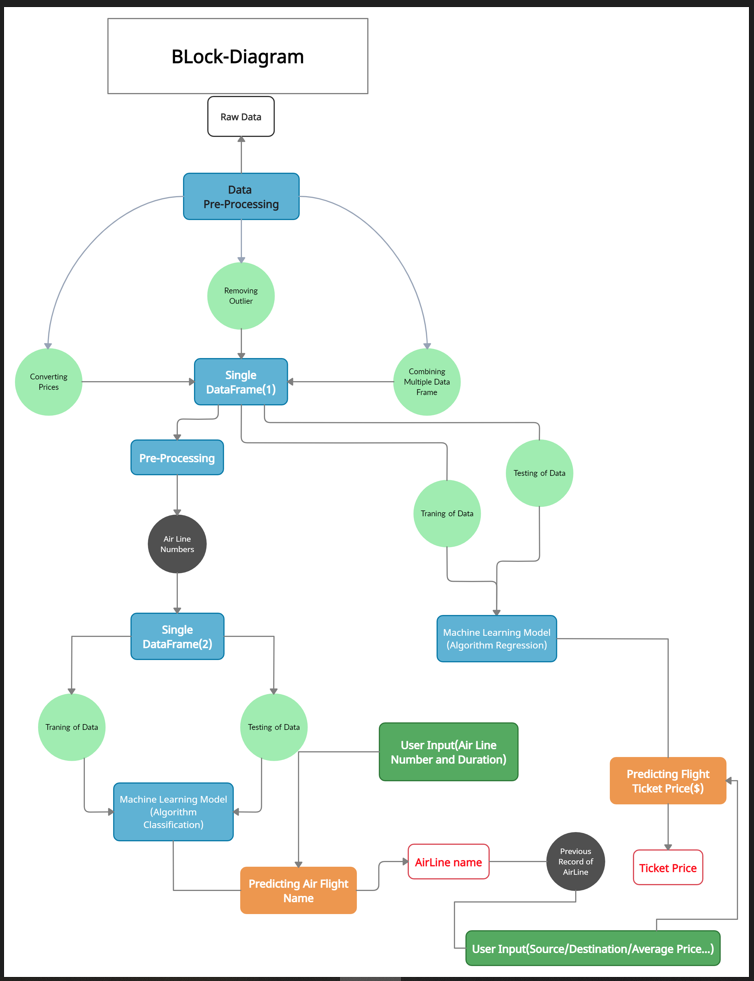 BLock-Diagram
Raw Data
Data
Pre-Processing
Removing
Outlier
Converting
Prices
Single
DataFrame(1)
Combining
Multiple Data
Frame
Pre-Processing
Testing of Data
Traning of Data
Air Line
Numbers
Single
DataFrame(2)
Machine Learning Model
(Algorithm Regression)
Traning of Data
Testing of Data
User Input(Air Line
Number and Duration)
Predicting Flight
Ticket Price($)
Machine Learning Model
(Algorithm
Classification)
AirLine name
Previous
Record of
AirLine
Ticket Price
Predicting Air Flight
Name
User Input(Source/Destination/Average Price...)